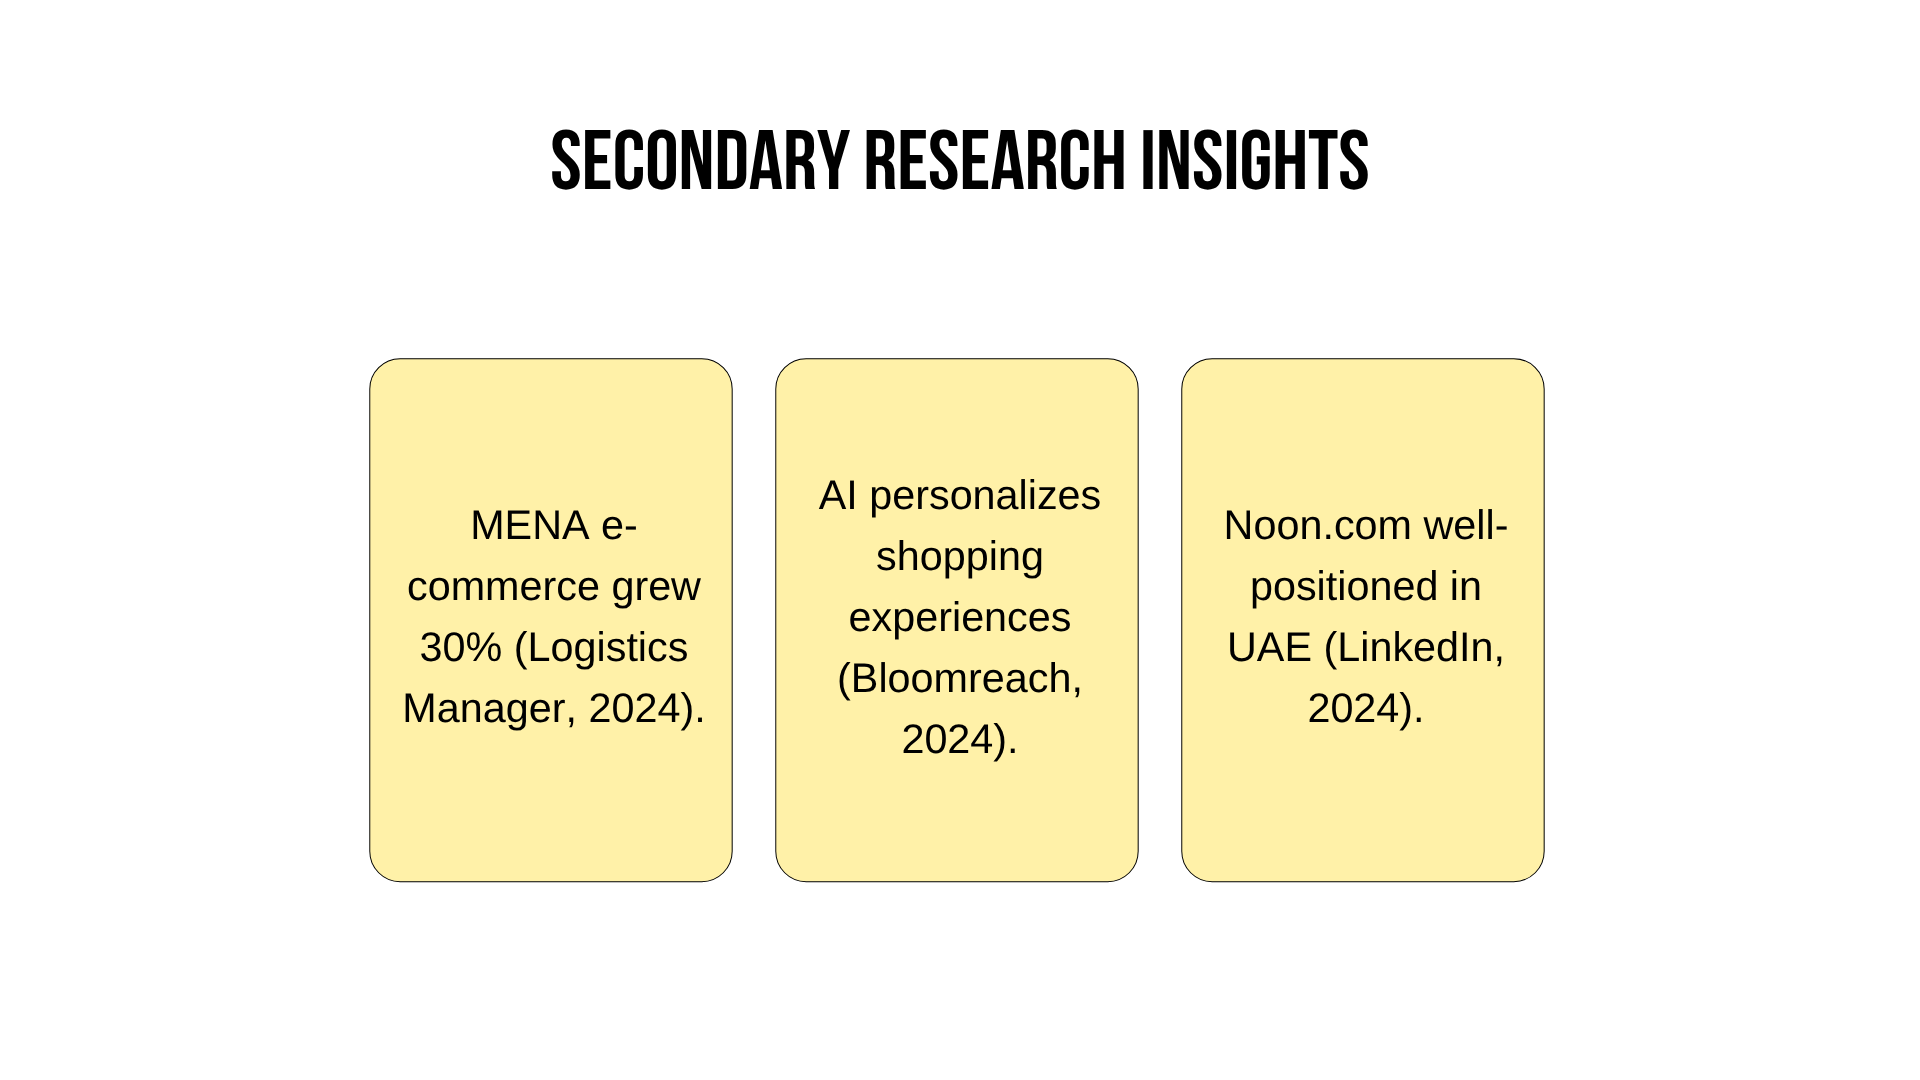 SECONDARY RESEARCH INSIGHTS
MENA e-
commerce grew
30% (Logistics
Manager, 2024).
AI personalizes
shopping
experiences
(Bloomreach,
2024).
Noon.com well-
positioned in
UAE (LinkedIn,
2024).